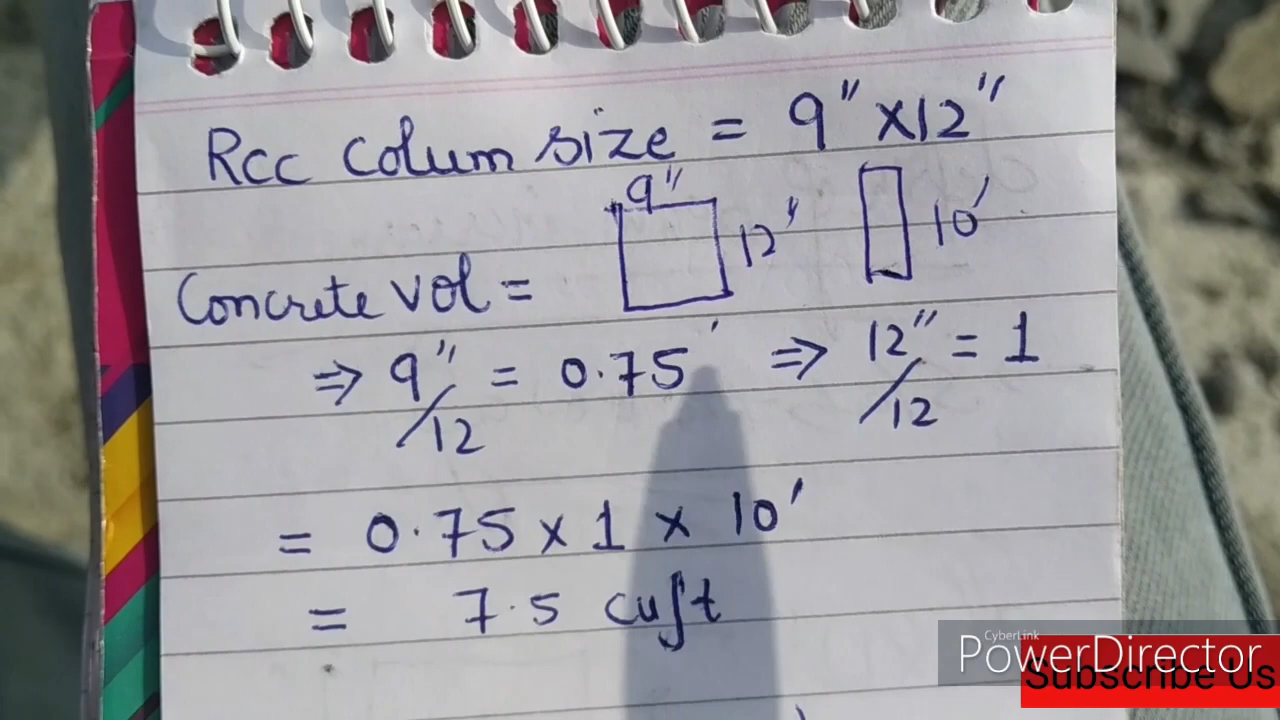 Rcc Colum size = 9" x12"
9"
12"
10'
Concrete vol =
⇒ 9"/12 = 0.75' ⇒ 12"/12 = 1
= 0.75 x 1 x 10'
= 7.5 cuft
CyberLink
PowerDirector
Subscribe Us